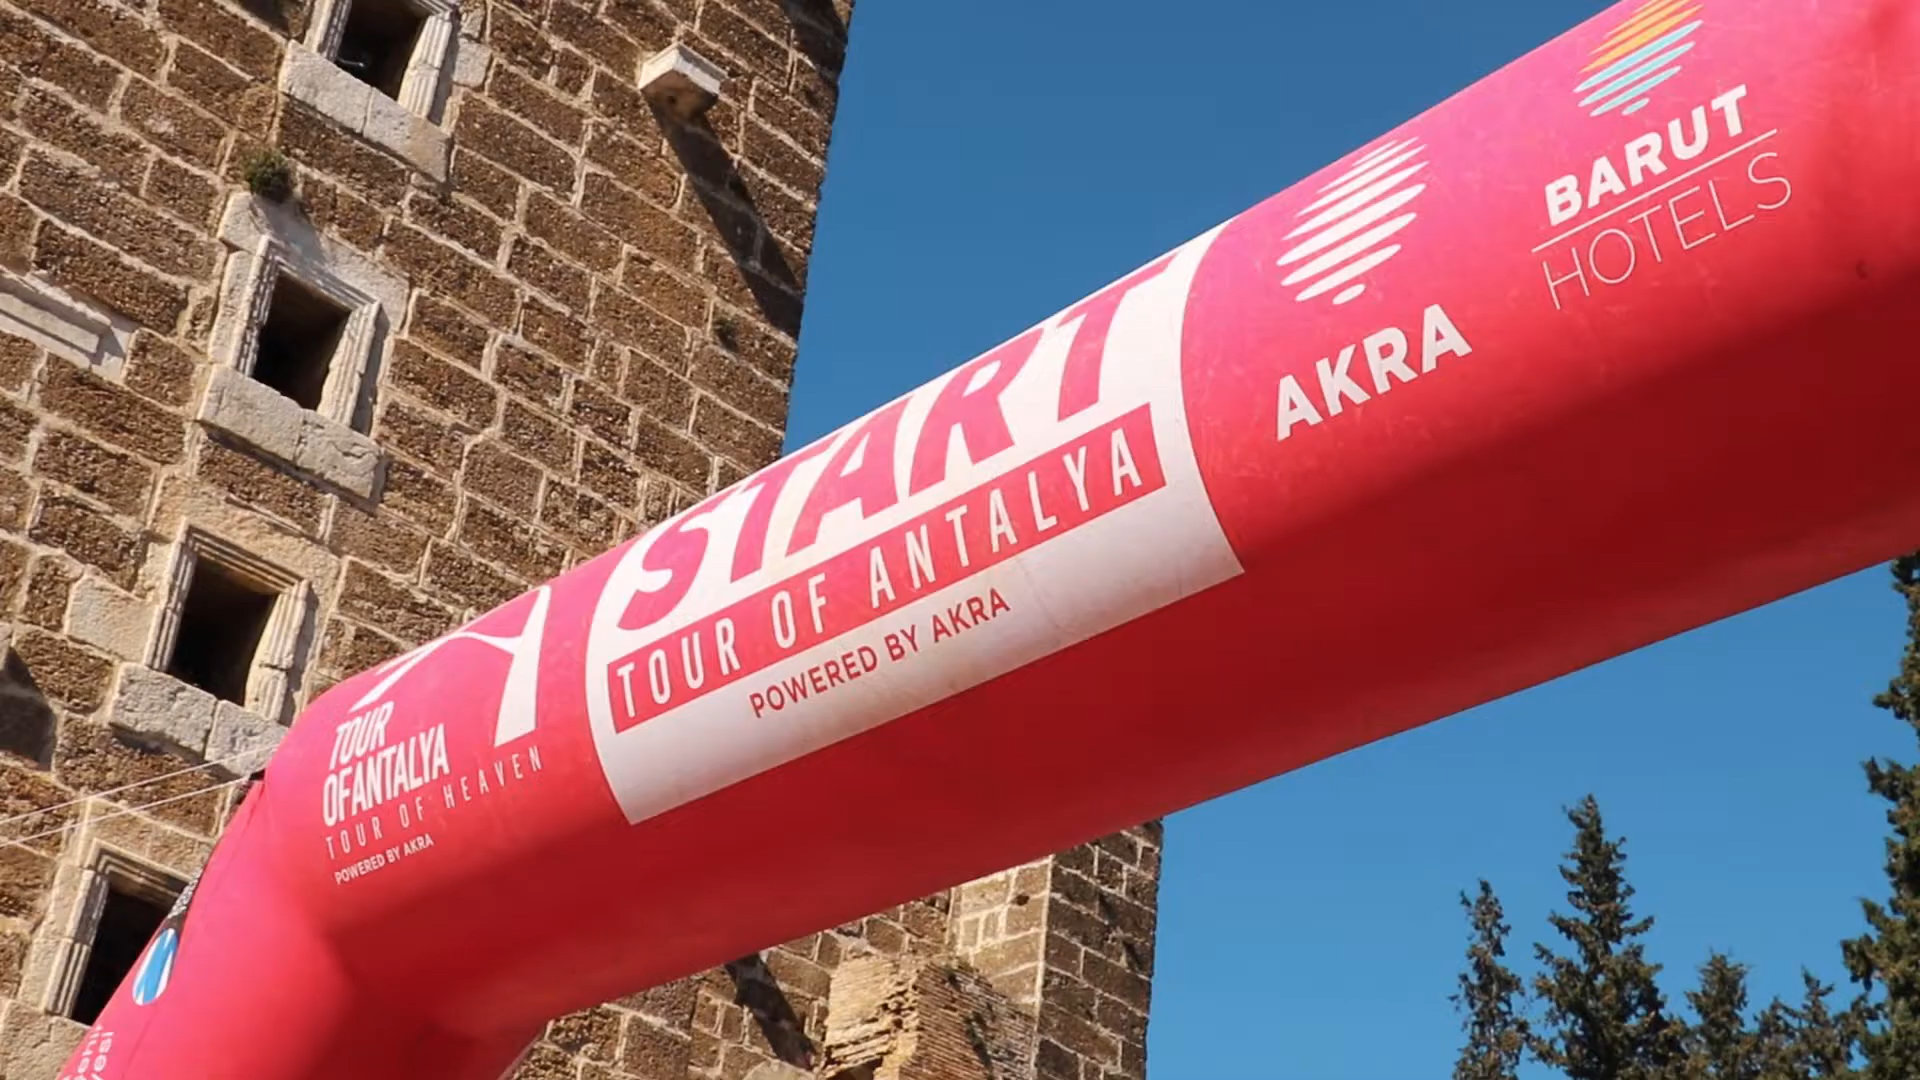 START
TOUR OF ANTALYA
POWERED BY AKRA
TOUR
OFANTALYA
TOUR OF HEAVEN
POWERED BY AKRA
AKRA
BARUT
HOTELS